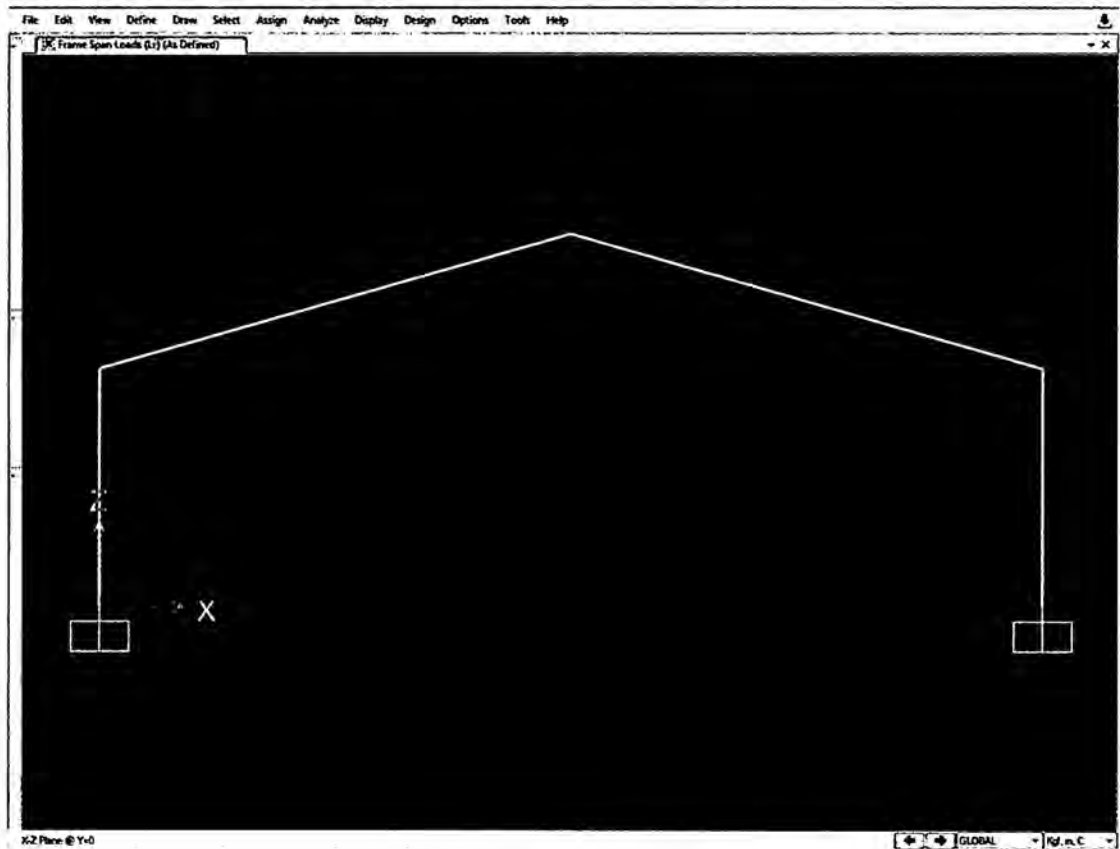 File Edit View Define Draw Select Assign Analyze Display Design Options Tools Help
Frame Span Loads (Lr) (As Defined)
Z
X
X-Z Plane @ Y=0
GLOBAL
Kgf, m, C